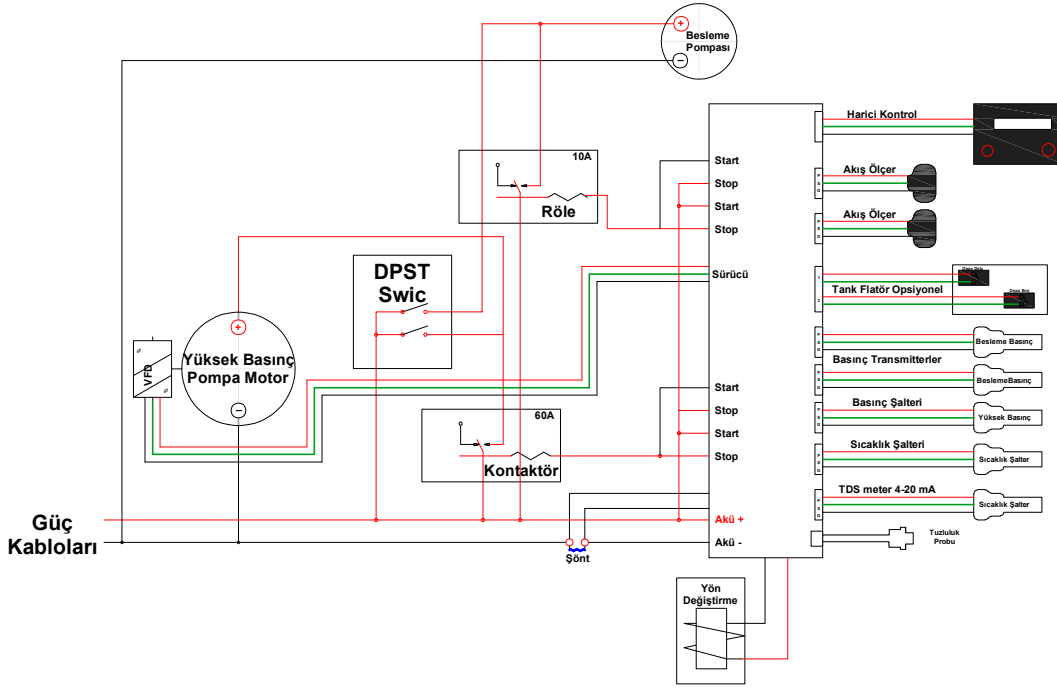 Besleme
Pompası
Harici Kontrol
10A
Start
Akış Ölçer
P
S
G
Stop
Start
Röle
Akış Ölçer
P
S
G
Stop
DPST
Swic
Sürücü
1
2
Tank Flatör Opsiyonel
VFD
Yüksek Basınç
Pompa Motor
P
S
G
Besleme Basınç
Basınç Transmitterler
P
S
G
BeslemeBasınç
Start
Basınç Şalteri
60A
Stop
P
S
G
Yüksek Basınç
Start
Sıcaklık Şalteri
Kontaktör
Stop
P
S
G
Sıcaklık Şalter
TDS meter 4-20 mA
P
S
G
Sıcaklık Şalter
Güç
Kabloları
Akü +
Akü -
Şönt
Tuzluluk
Probu
Yön
Değiştirme